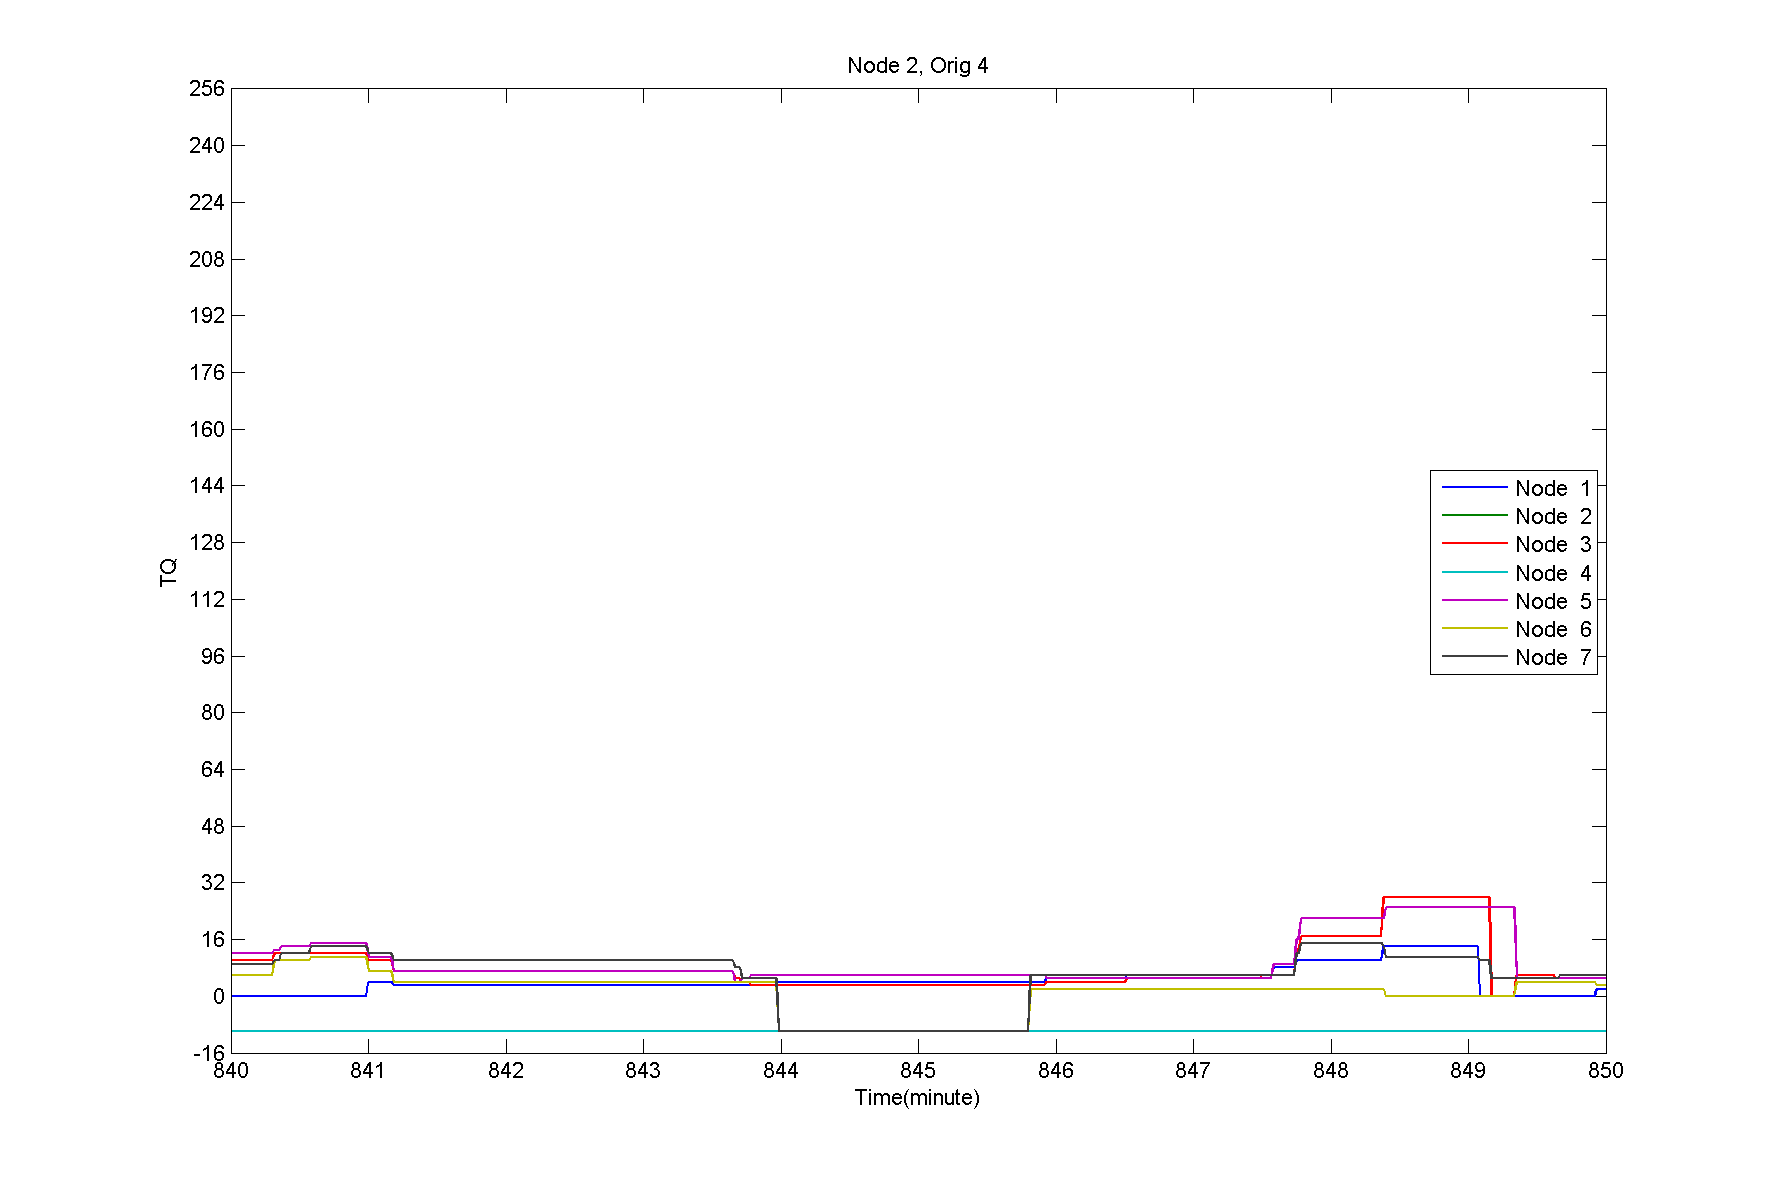 Node 2, Orig 4
256
240
224
208
192
176
160
144
128
112
96
80
64
48
32
16
0
-16
TQ
Node 1
Node 2
Node 3
Node 4
Node 5
Node 6
Node 7
840 841 842 843 844 845 846 847 848 849 850
Time(minute)